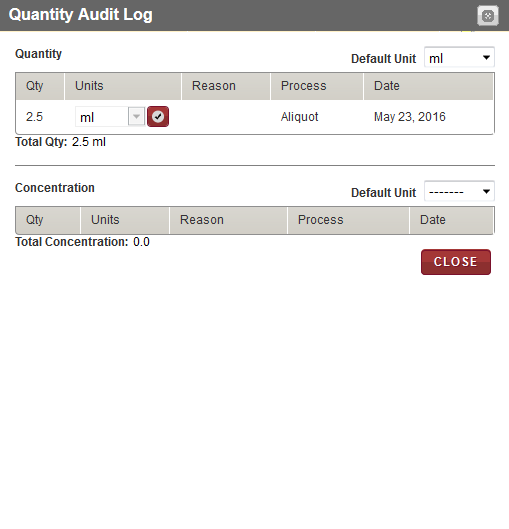 Quantity Audit Log
Quantity
Default Unit ml
Qty Units Reason Process Date
2.5 ml Aliquot May 23, 2016
Total Qty: 2.5 ml
Concentration
Default Unit -------
Qty Units Reason Process Date
Total Concentration: 0.0
CLOSE